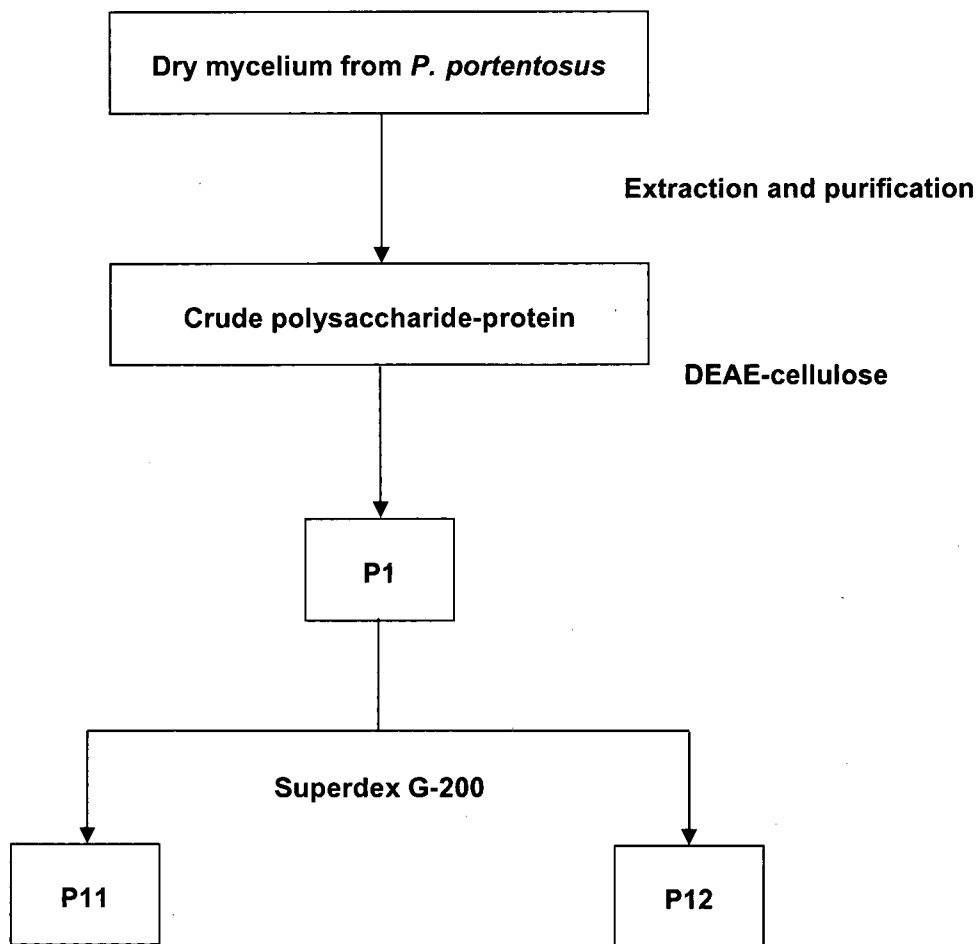 Dry mycelium from P. portentosus
Extraction and purification
Crude polysaccharide-protein
DEAE-cellulose
P1
Superdex G-200
P11
P12